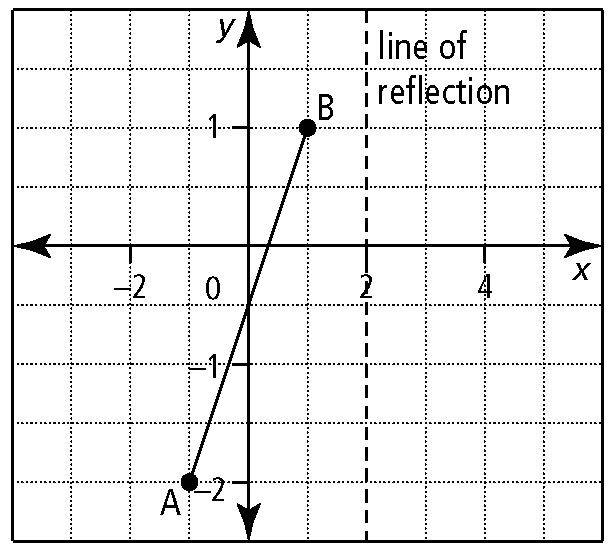 y
line of
reflection
B
1
x
–2 0 2 4
–1
A –2